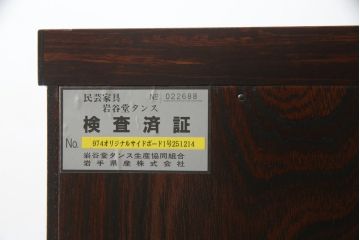 民芸家具 № 022688
岩谷堂タンス
検査済証
No. 974オリジナルサイドボード1号251214
岩谷堂タンス生産協同組合
岩手県産株式会社